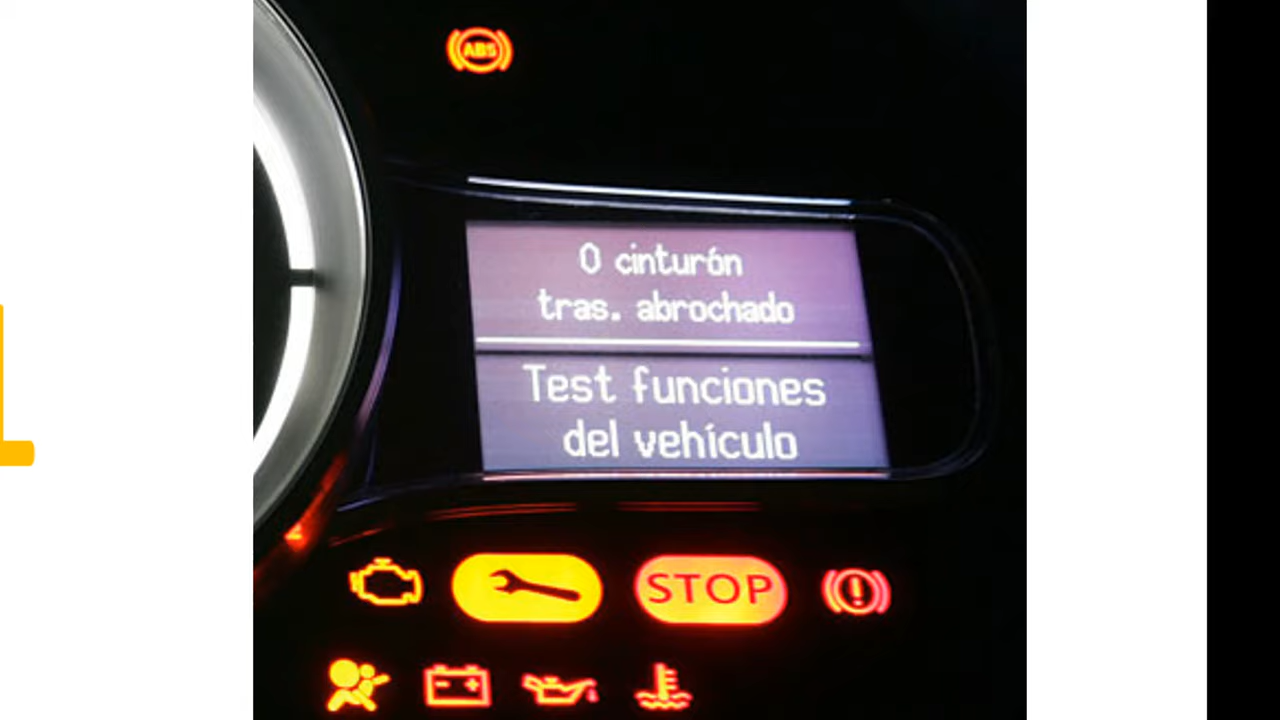 ABS
0 cinturón
tras. abrochado
Test funciones
del vehículo
STOP